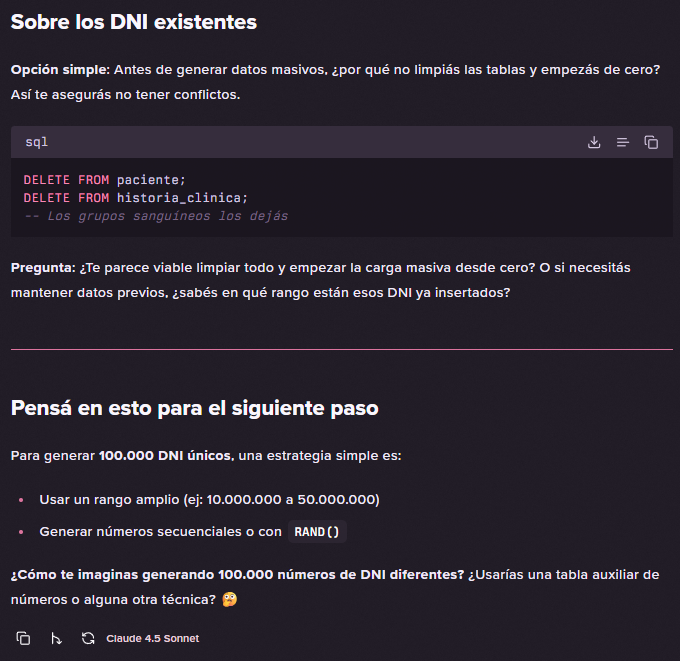 Sobre los DNI existentes
Opción simple: Antes de generar datos masivos, ¿por qué no limpiás las tablas y empezás de cero?
Así te asegurás no tener conflictos.
sql
DELETE FROM paciente;
DELETE FROM historia_clinica;
-- Los grupos sanguíneos los dejás
Pregunta: ¿Te parece viable limpiar todo y empezar la carga masiva desde cero? O si necesitás
mantener datos previos, ¿sabés en qué rango están esos DNI ya insertados?
Pensá en esto para el siguiente paso
Para generar 100.000 DNI únicos, una estrategia simple es:
• Usar un rango amplio (ej: 10.000.000 a 50.000.000)
• Generar números secuenciales o con RAND()
¿Cómo te imaginas generando 100.000 números de DNI diferentes? ¿Usarías una tabla auxiliar de
números o alguna otra técnica? 🤔
Claude 4.5 Sonnet